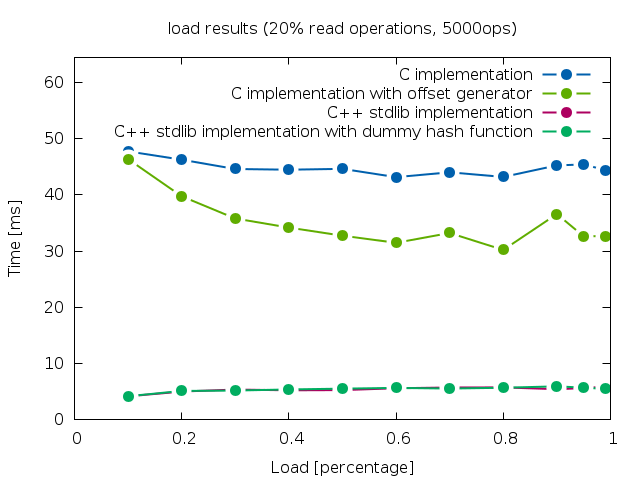 load results (20% read operations, 5000ops)
C implementation
C implementation with offset generator
C++ stdlib implementation
C++ stdlib implementation with dummy hash function
Time [ms]
60
50
40
30
20
10
0
0 0.2 0.4 0.6 0.8 1
Load [percentage]